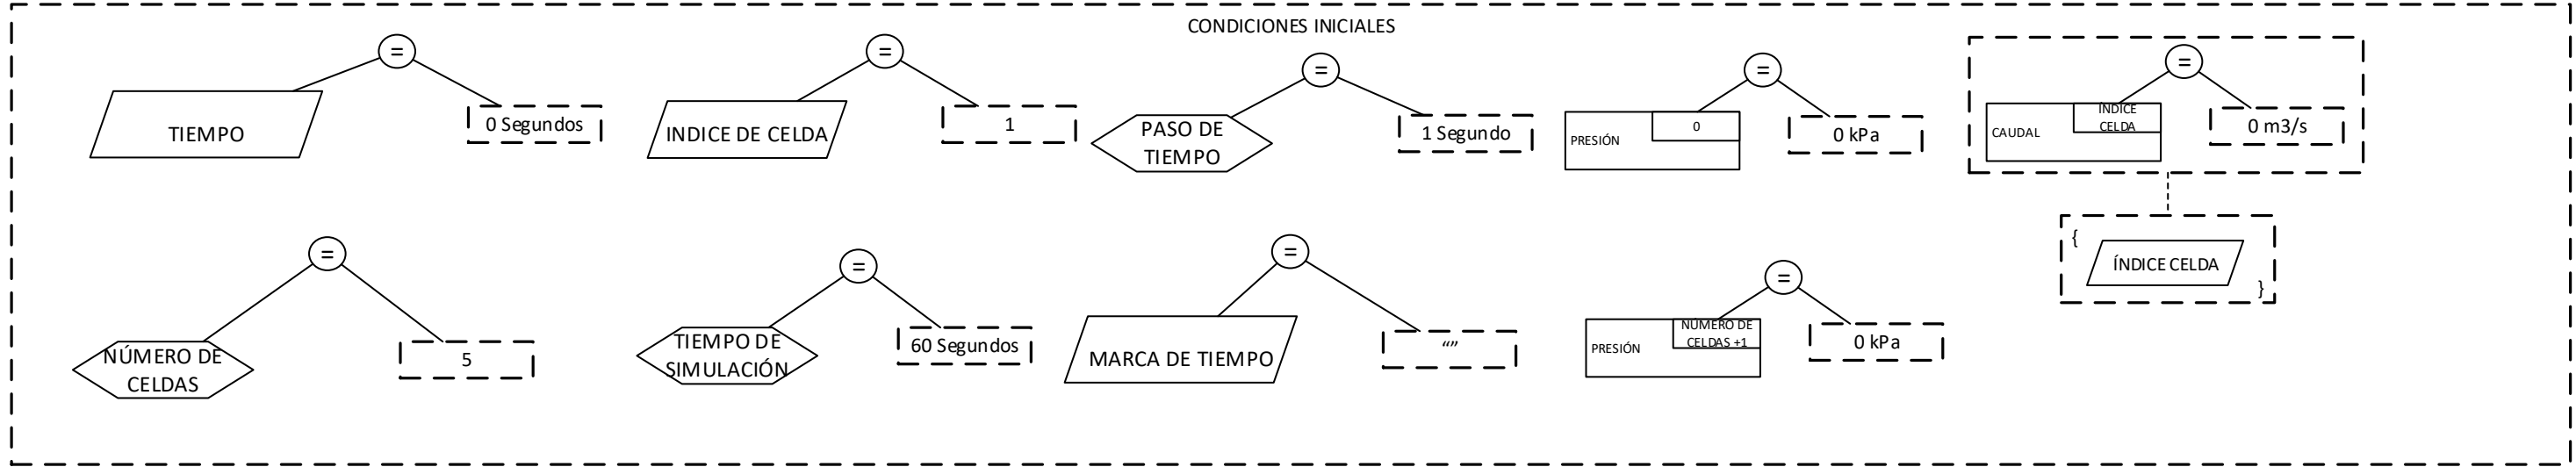 CONDICIONES INICIALES
=
TIEMPO
0 Segundos
=
INDICE DE CELDA
1
=
PASO DE
TIEMPO
1 Segundo
=
PRESIÓN
0
0 kPa
=
CAUDAL
ÍNDICE
CELDA
0 m3/s
{
ÍNDICE CELDA
}
=
NÚMERO DE
CELDAS
5
=
TIEMPO DE
SIMULACIÓN
60 Segundos
=
MARCA DE TIEMPO
“”
=
PRESIÓN
NÚMERO DE
CELDAS +1
0 kPa